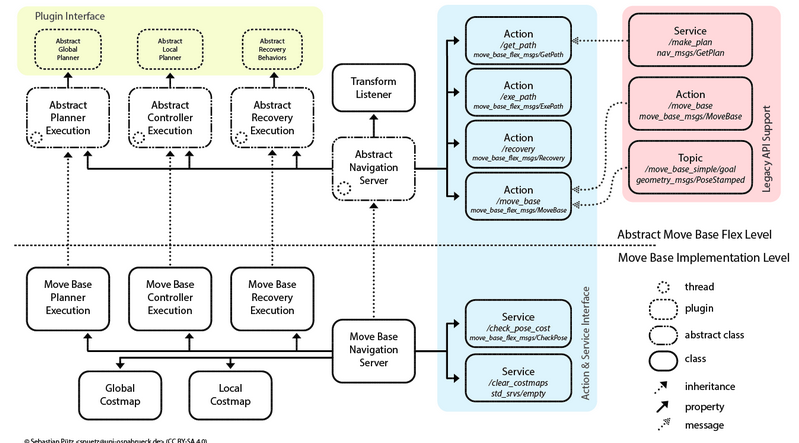 Plugin Interface
Abstract
Global
Planner
Abstract
Local
Planner
Abstract
Recovery
Behaviors
Abstract
Planner
Execution
Abstract
Controller
Execution
Abstract
Recovery
Execution
Transform
Listener
Abstract
Navigation
Server
Action
/get_path
move_base_flex_msgs/GetPath
Action
/exe_path
move_base_flex_msgs/ExePath
Action
/recovery
move_base_flex_msgs/Recovery
Action
/move_base
move_base_flex_msgs/MoveBase
Service
/make_plan
nav_msgs/GetPlan
Action
/move_base
move_base_msgs/MoveBase
Topic
/move_base_simple/goal
geometry_msgs/PoseStamped
Legacy API Support
Abstract Move Base Flex Level
Move Base Implementation Level
Move Base
Planner
Execution
Move Base
Controller
Execution
Move Base
Recovery
Execution
Move Base
Navigation
Server
Global
Costmap
Local
Costmap
Service
/check_pose_cost
move_base_flex_msgs/CheckPose
Service
/clear_costmaps
std_srvs/empty
Action & Service Interface
thread
plugin
abstract class
class
inheritance
property
message
© Sebastian Pütz <spuetz@uni-osnabrueck.de> (CC BY-SA 4.0)